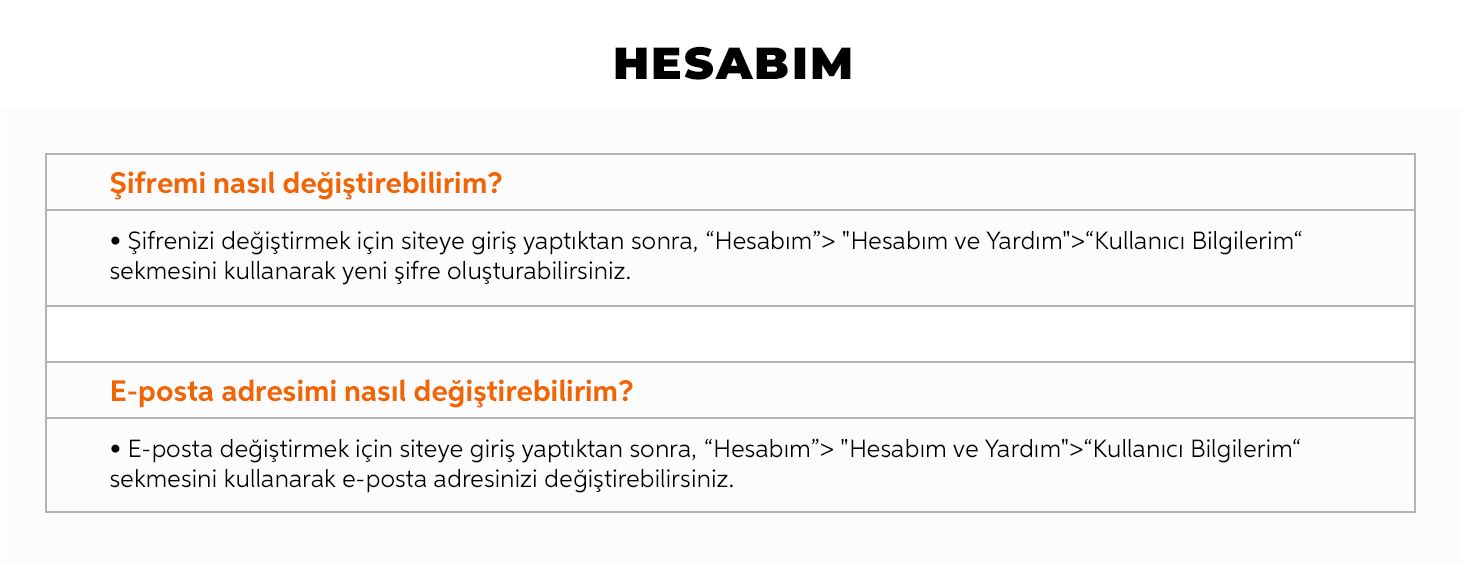 HESABIM
Şifremi nasıl değiştirebilirim?
• Şifrenizi değiştirmek için siteye giriş yaptıktan sonra, “Hesabım”> "Hesabım ve Yardım">“Kullanıcı Bilgilerim“
sekmesini kullanarak yeni şifre oluşturabilirsiniz.
E-posta adresimi nasıl değiştirebilirim?
• E-posta değiştirmek için siteye giriş yaptıktan sonra, “Hesabım”> "Hesabım ve Yardım">“Kullanıcı Bilgilerim“
sekmesini kullanarak e-posta adresinizi değiştirebilirsiniz.